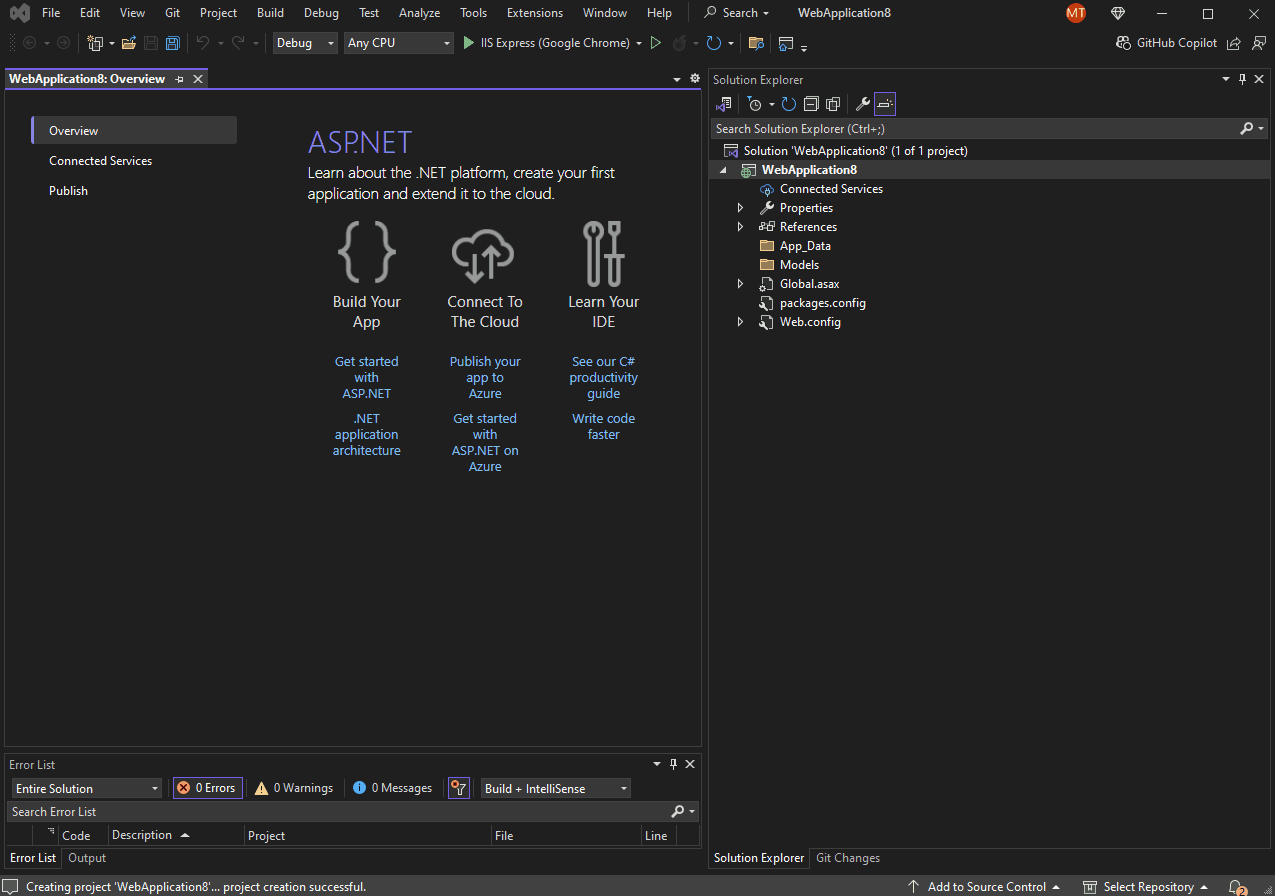 File Edit View Git Project Build Debug Test Analyze Tools Extensions Window Help Search WebApplication8 MT
Debug Any CPU IIS Express (Google Chrome) GitHub Copilot
WebApplication8: Overview
Overview
Connected Services
Publish
ASP.NET
Learn about the .NET platform, create your first
application and extend it to the cloud.
Build Your
App
Connect To
The Cloud
Learn Your
IDE
Get started
with
ASP.NET
.NET
application
architecture
Publish your
app to
Azure
Get started
with
ASP.NET on
Azure
See our C#
productivity
guide
Write code
faster
Solution Explorer
Search Solution Explorer (Ctrl+;)
Solution 'WebApplication8' (1 of 1 project)
WebApplication8
Connected Services
Properties
References
App_Data
Models
Global.asax
packages.config
Web.config
Error List
Entire Solution 0 Errors 0 Warnings 0 Messages Build + IntelliSense
Search Error List
Code Description Project File Line
Error List Output
Solution Explorer Git Changes
Creating project 'WebApplication8'... project creation successful. Add to Source Control Select Repository 2